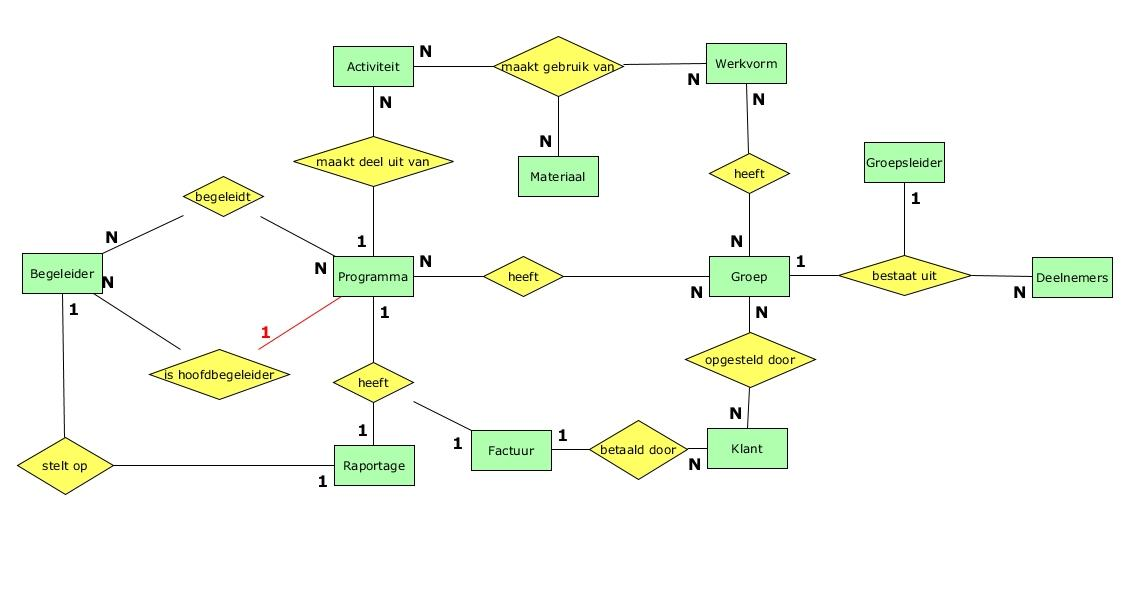 N
Activiteit
maakt gebruik van
Werkvorm
N
N
N
N
Groepsleider
maakt deel uit van
Materiaal
heeft
begeleidt
1
N
1
N
N
1
Begeleider
N
N
Programma
heeft
N
Groep
bestaat uit
N
Deelnemers
1
1
N
1
opgesteld door
is hoofdbegeleider
heeft
N
1
1
1
stelt op
Raportage
Factuur
betaald door
Klant
N
1